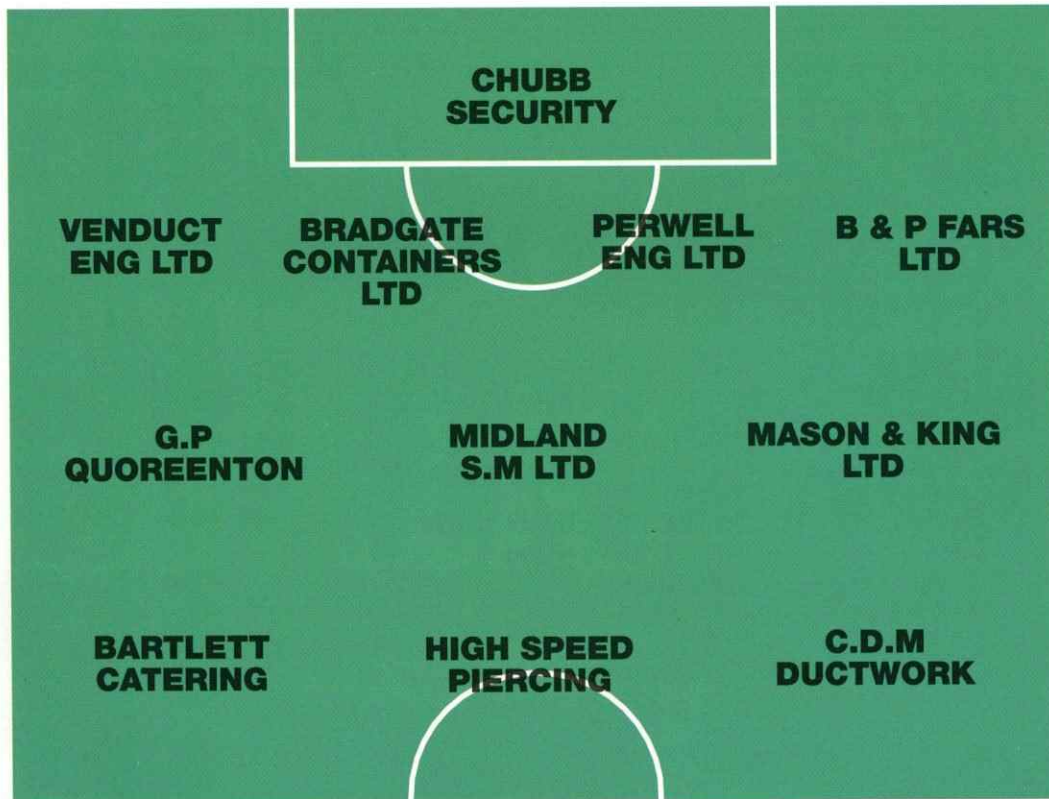 CHUBB
SECURITY
VENDUCT
ENG LTD
BRADGATE
CONTAINERS
LTD
PERWELL
ENG LTD
B & P FARS
LTD
G.P
QUOREENTON
MIDLAND
S.M LTD
MASON & KING
LTD
BARTLETT
CATERING
HIGH SPEED
PIERCING
C.D.M
DUCTWORK